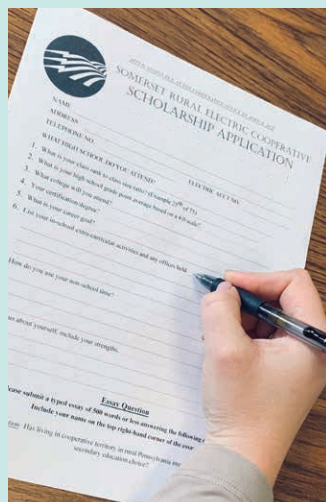 SOMERSET RURAL ELECTRIC COOPERATIVE
SCHOLARSHIP APPLICATION
NAME
ADDRESS
TELEPHONE NO. ELECTRIC ACCT NO.
WHAT HIGH SCHOOL DO YOU ATTEND?
1. What is your class rank to class size ratio? (Example 25th of 75)
2. What is your high school grade point average based on a 4.0 scale?
3. What college will you attend?
4. Your certification/degree?
5. What is your career goal?
6. List your in-school extra-curricular activities and any offices held.
How do you use your non-school time?
about yourself; include your strengths.
Essay Question
ease submit a typed essay of 500 words or less answering the following
Include your name on the top right-hand corner of the
Has living in cooperative territory in rural Pennsylvania
secondary education choice?